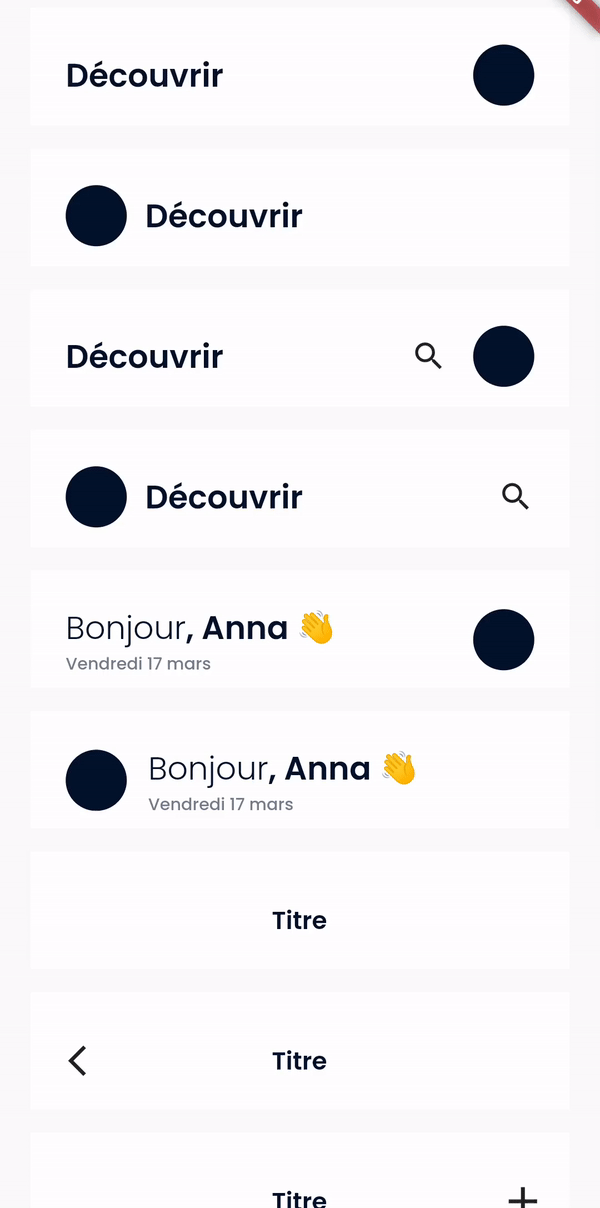 Découvrir
Découvrir
Découvrir
Découvrir
Bonjour, Anna 👋
Vendredi 17 mars
Bonjour, Anna 👋
Vendredi 17 mars
Titre
Titre
Titre